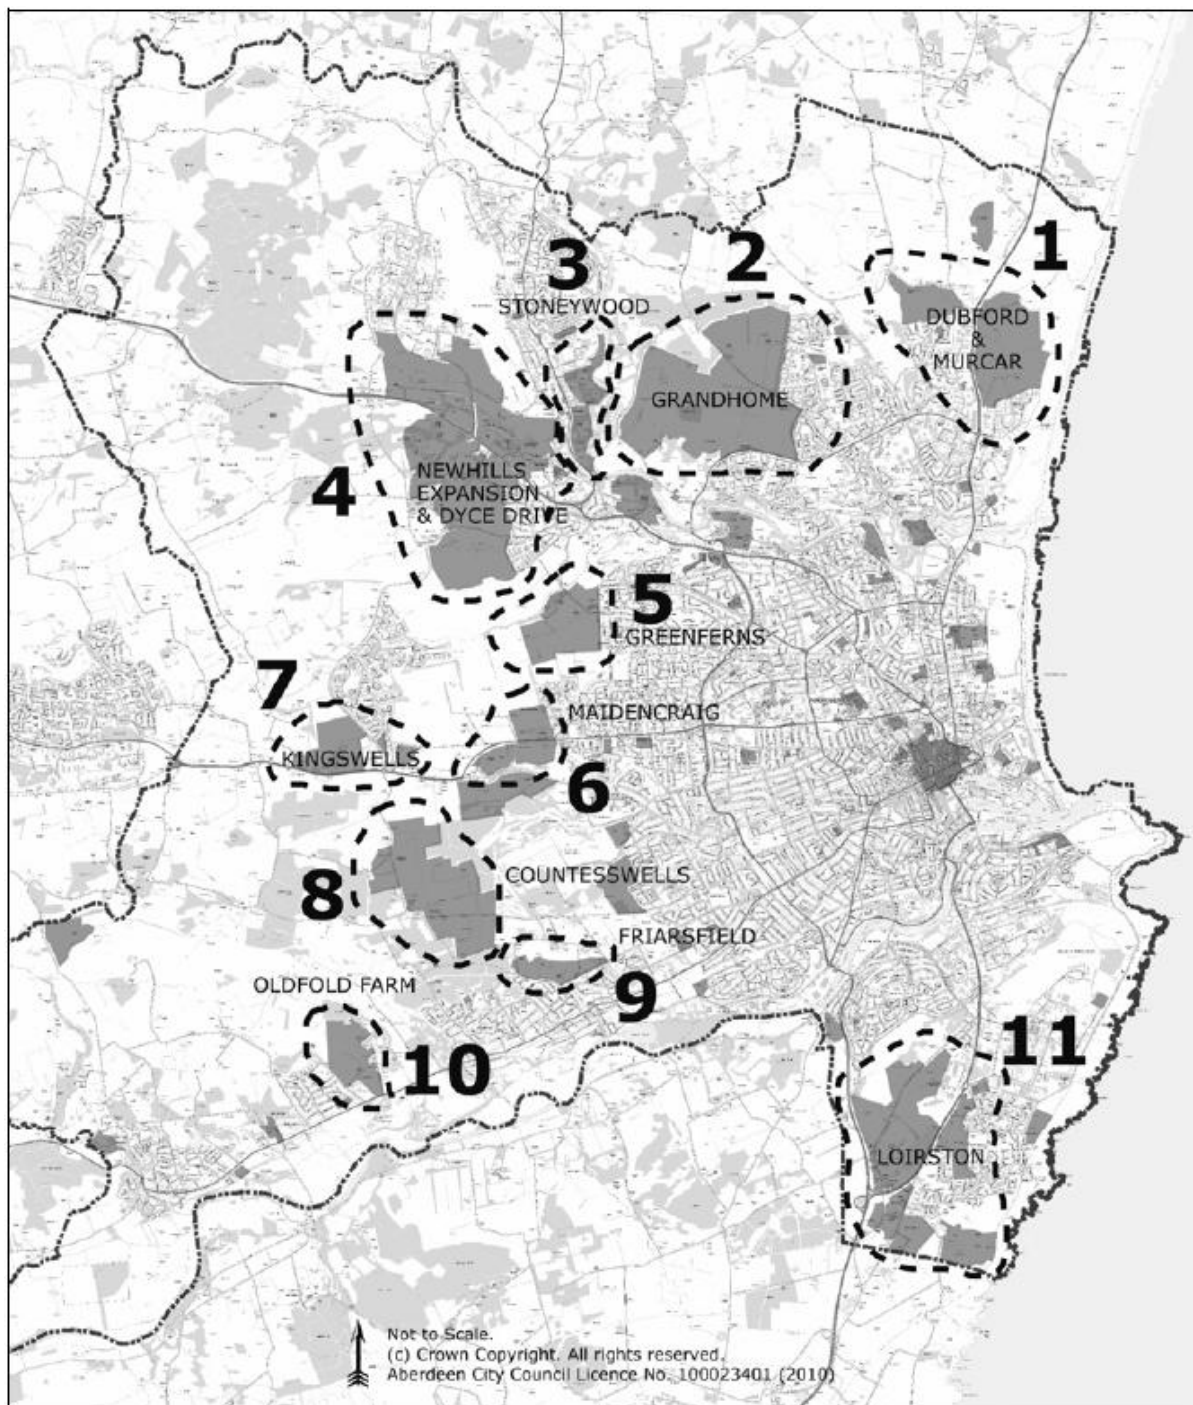 1
2
3
STONEYWOOD
DUBFORD
&
MURCAR
GRANDHOME
4
NEWHILLS
EXPANSION
& DYCE DRIVE
5
GREENFERNS
7
MAIDENCRAIG
KINGSWELLS
6
8
COUNTESSWELLS
FRIARSFIELD
OLDFOLD FARM
9
10
11
LOIRSTON
Not to Scale.
(c) Crown Copyright. All rights reserved.
Aberdeen City Council Licence No. 100023401 (2010)